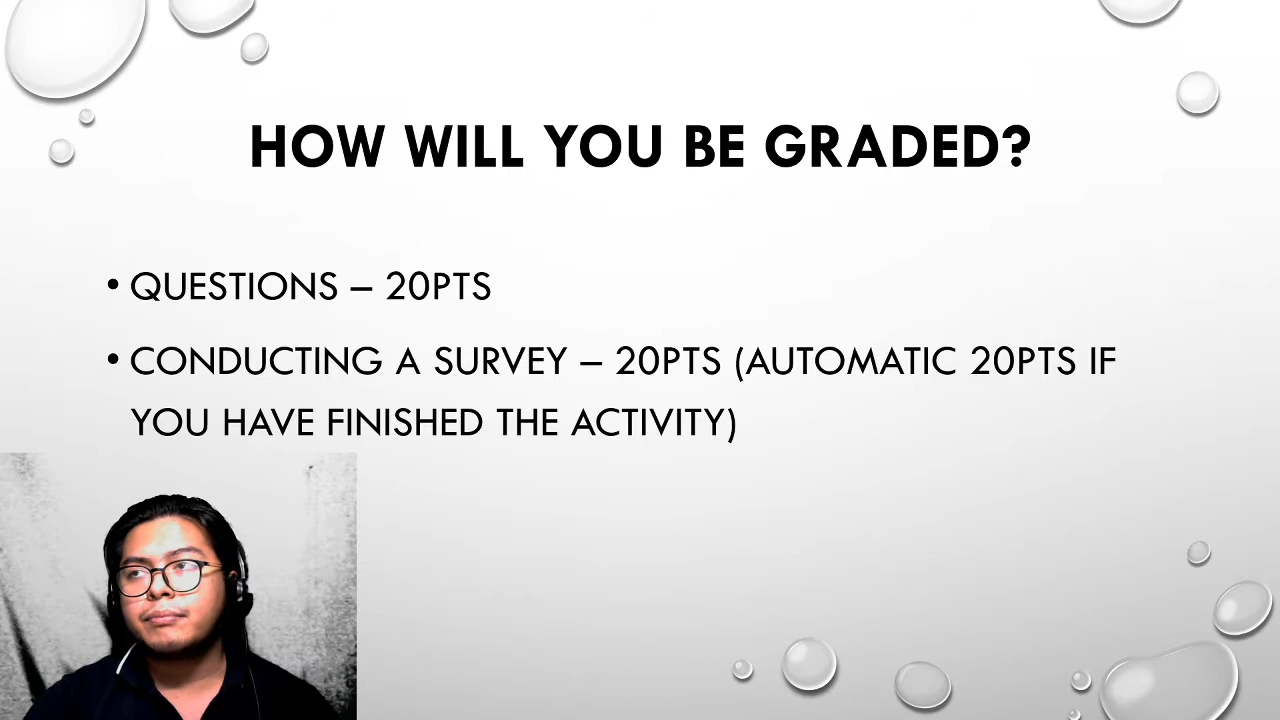 HOW WILL YOU BE GRADED?
• QUESTIONS – 20PTS
• CONDUCTING A SURVEY – 20PTS (AUTOMATIC 20PTS IF
YOU HAVE FINISHED THE ACTIVITY)